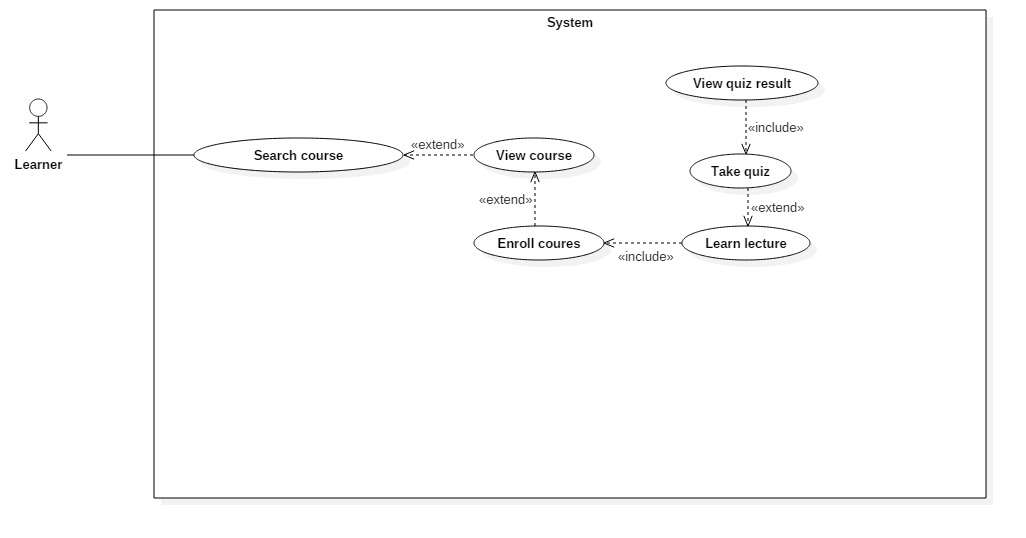 System
View quiz result
«include»
Learner
Search course
«extend»
View course
Take quiz
«extend»
«extend»
Enroll coures
«include»
Learn lecture